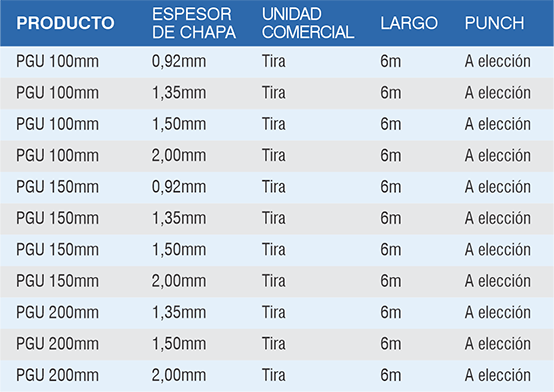 PRODUCTO ESPESOR DE CHAPA UNIDAD COMERCIAL LARGO PUNCH
PGU 100mm 0,92mm Tira 6m A elección
PGU 100mm 1,35mm Tira 6m A elección
PGU 100mm 1,50mm Tira 6m A elección
PGU 100mm 2,00mm Tira 6m A elección
PGU 150mm 0,92mm Tira 6m A elección
PGU 150mm 1,35mm Tira 6m A elección
PGU 150mm 1,50mm Tira 6m A elección
PGU 150mm 2,00mm Tira 6m A elección
PGU 200mm 1,35mm Tira 6m A elección
PGU 200mm 1,50mm Tira 6m A elección
PGU 200mm 2,00mm Tira 6m A elección